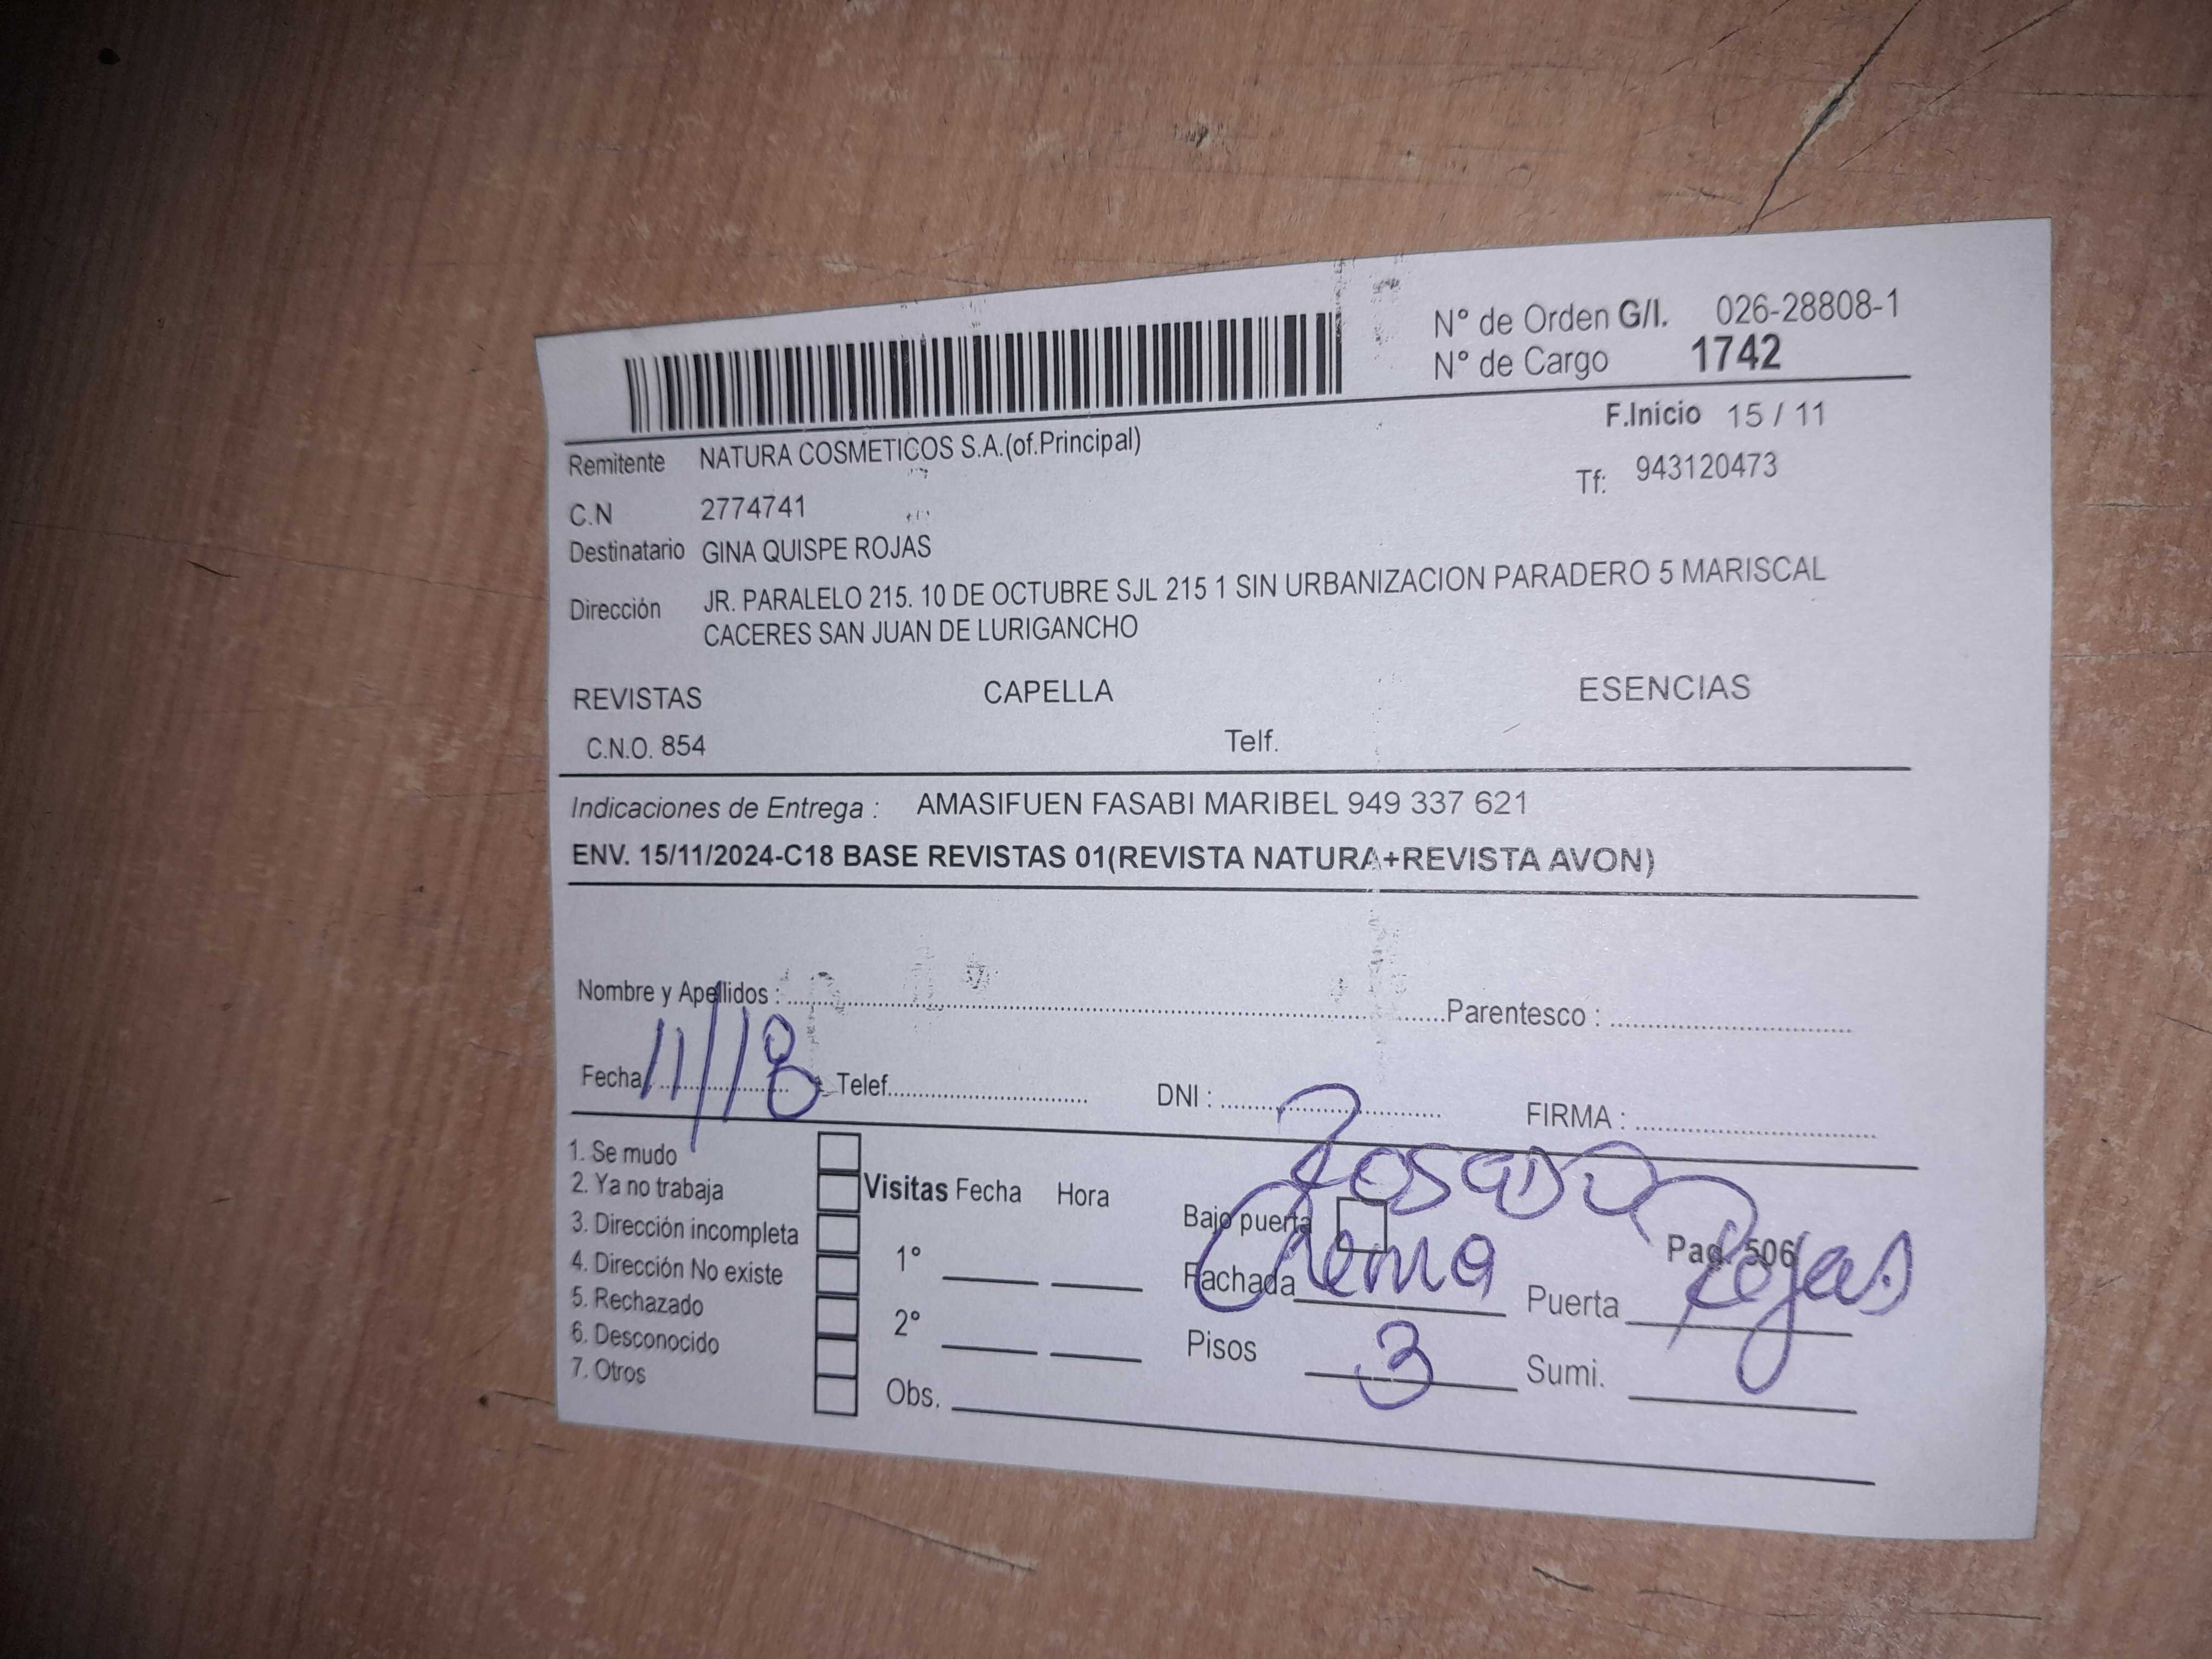 N° de Orden G/I. 026-28808-1
N° de Cargo 1742
F.Inicio 15 / 11
Remitente NATURA COSMETICOS S.A.(of.Principal)
Tf: 943120473
C.N 2774741
Destinatario GINA QUISPE ROJAS
Dirección JR. PARALELO 215. 10 DE OCTUBRE SJL 215 1 SIN URBANIZACION PARADERO 5 MARISCAL
CACERES SAN JUAN DE LURIGANCHO
REVISTAS CAPELLA ESENCIAS
C.N.O. 854 Telf.
Indicaciones de Entrega : AMASIFUEN FASABI MARIBEL 949 337 621
ENV. 15/11/2024-C18 BASE REVISTAS 01(REVISTA NATURA+REVISTA AVON)
Nombre y Apellidos : Parentesco :
Fecha 11/18 Telef. DNI : FIRMA :
1. Se mudo
2. Ya no trabaja
3. Dirección incompleta
4. Dirección No existe
5. Rechazado
6. Desconocido
7. Otros
Visitas Fecha Hora
1°
2°
Obs.
Rosado
Bajo puerta Pag. 506
Fachada Crema Puerta Rejas
Pisos 3 Sumi.